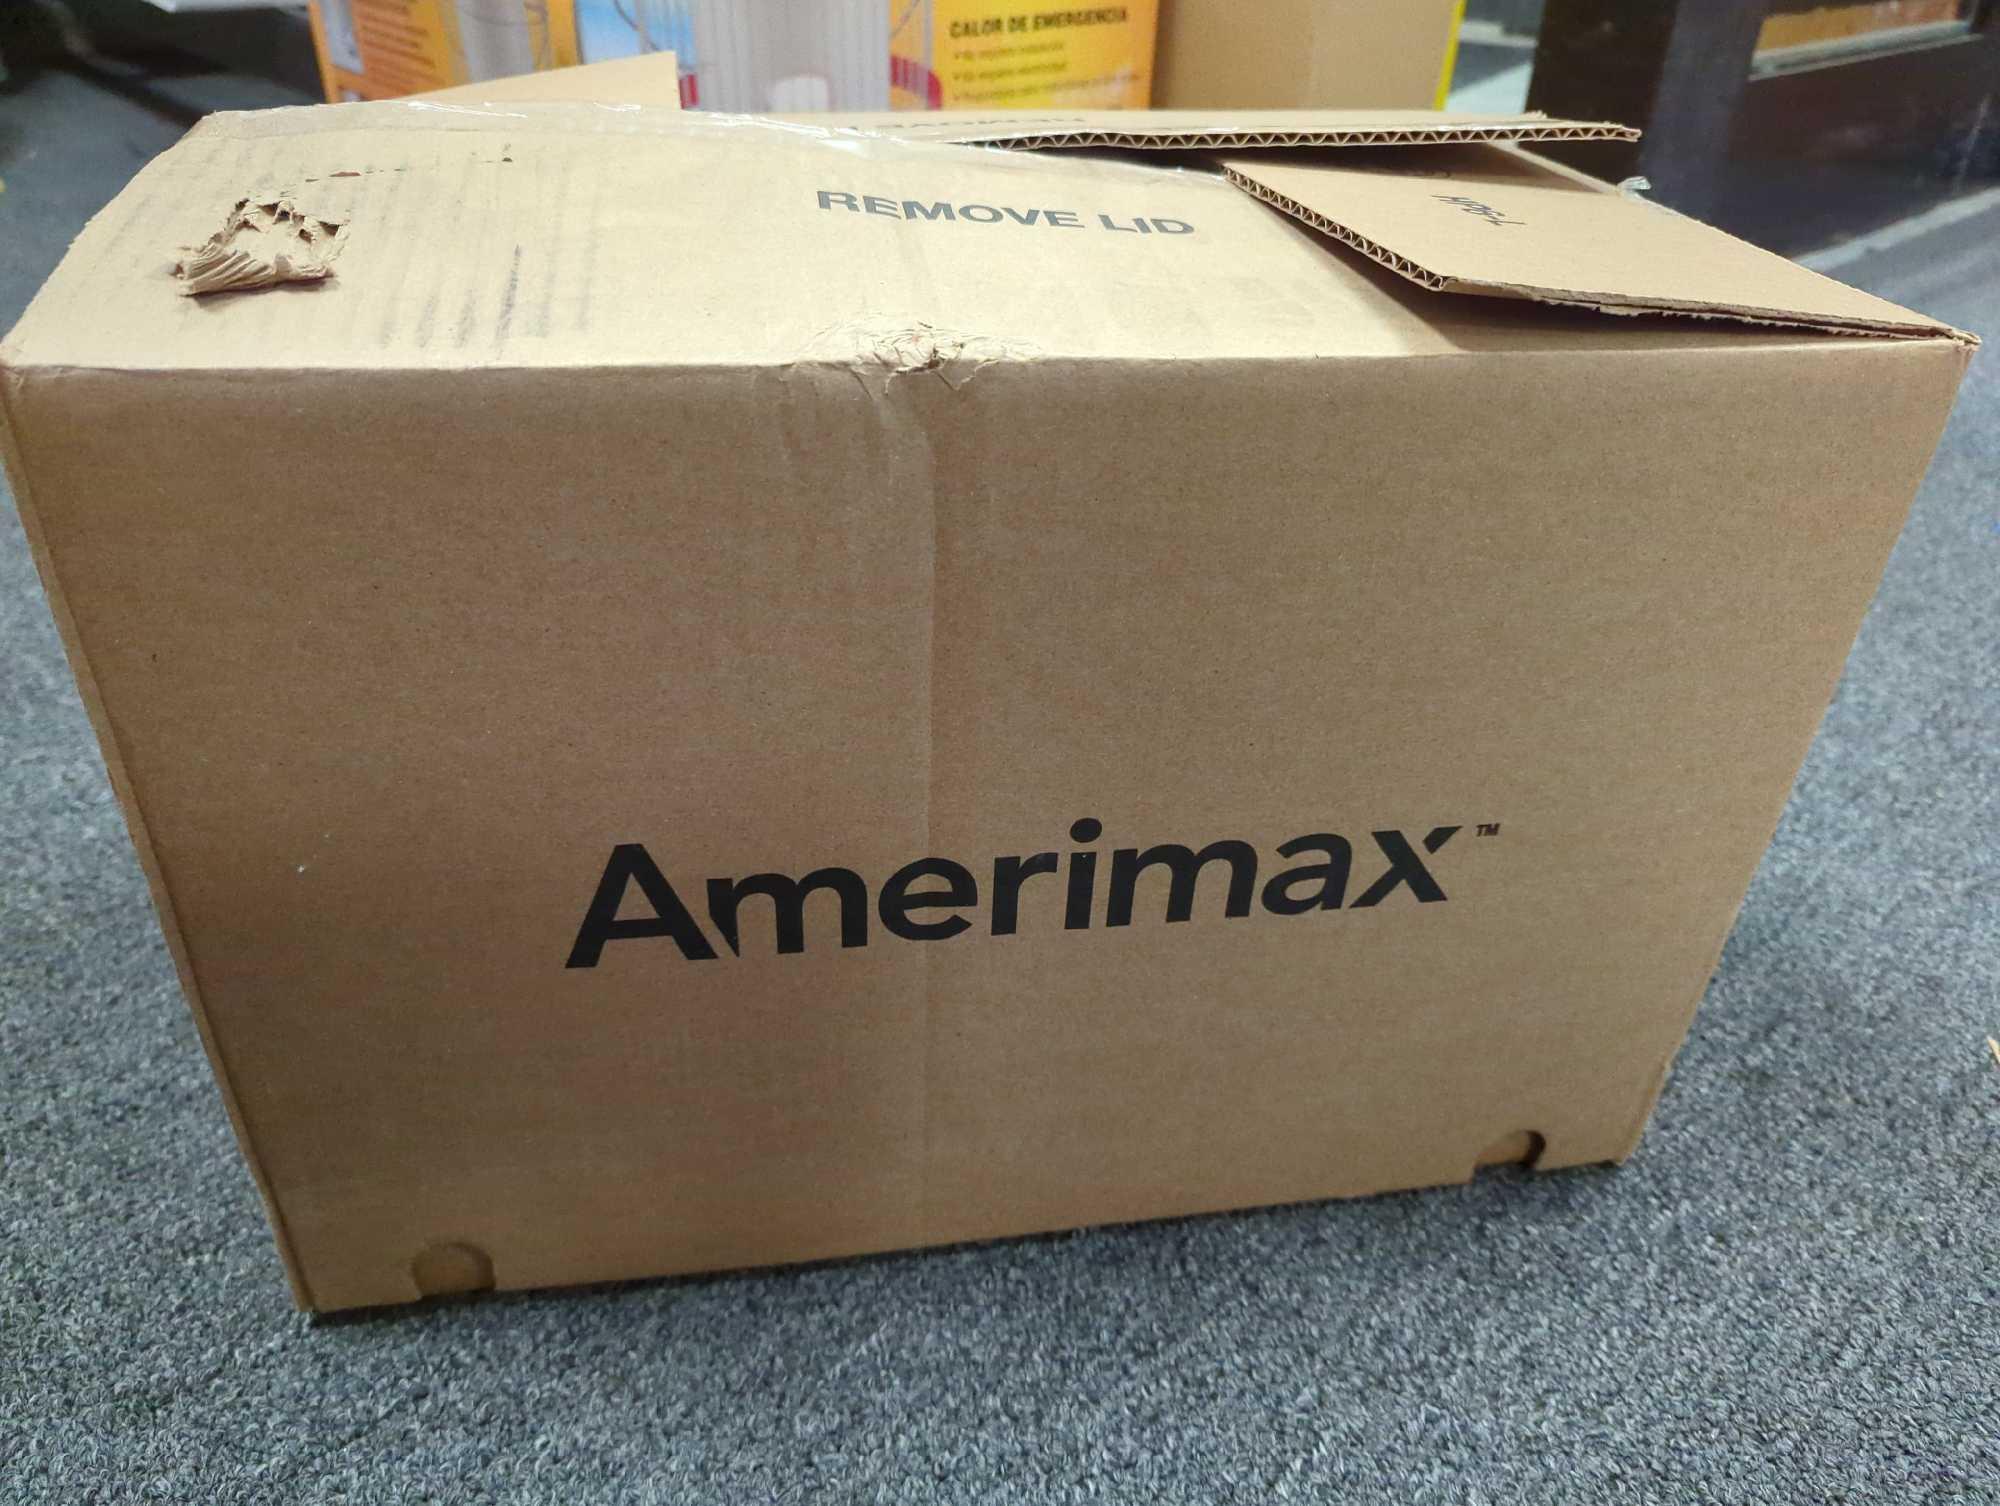 CALOR DE EMERGENCIA
REMOVE LID
Amerimax™